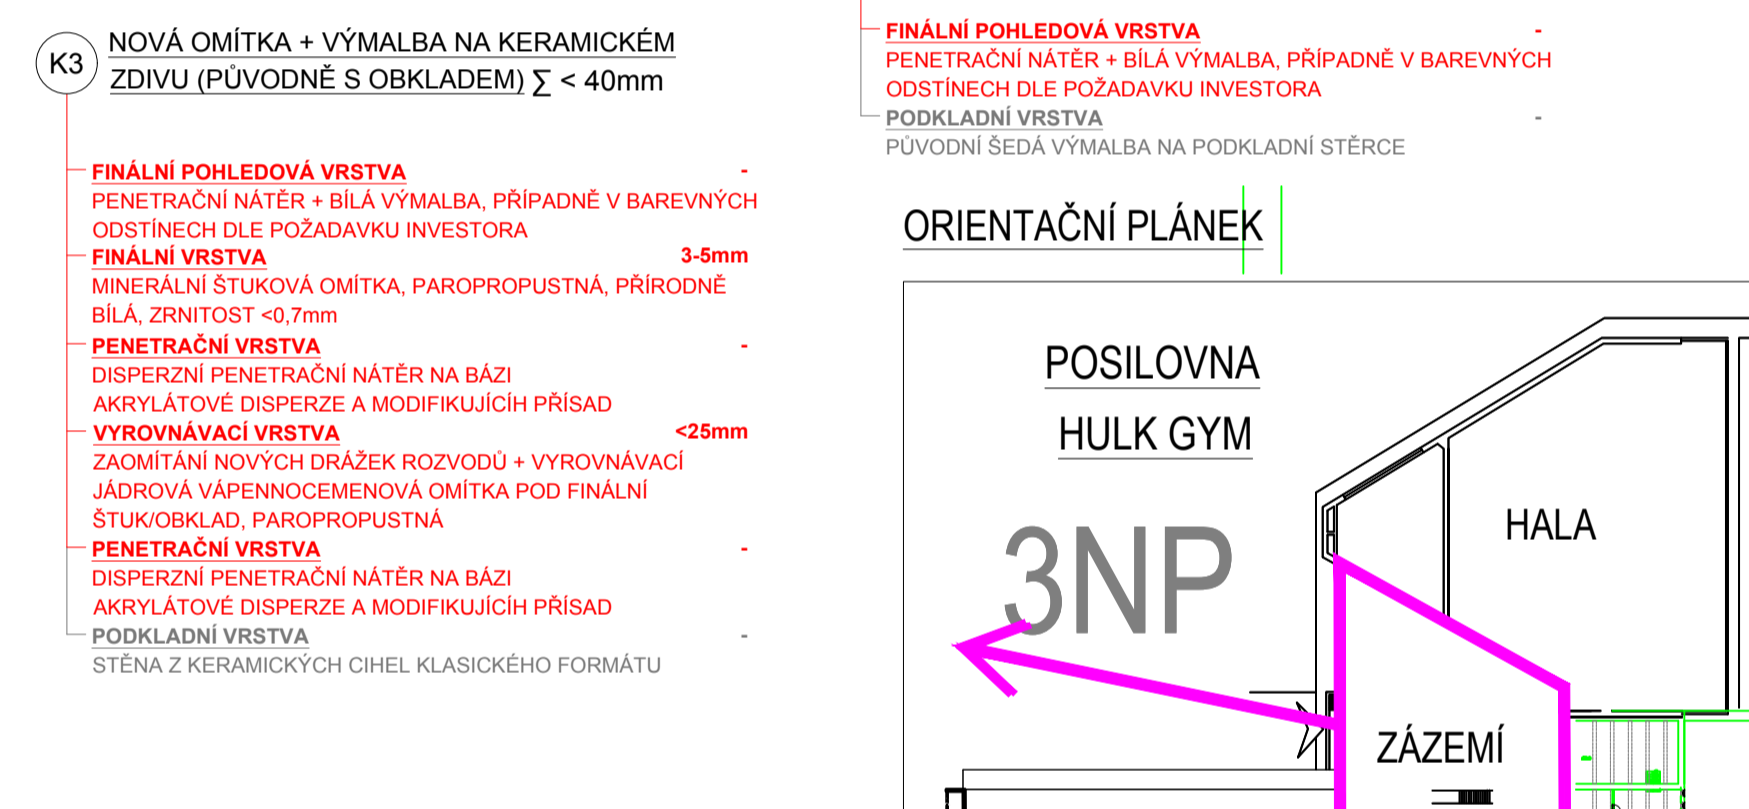 K3
NOVÁ OMÍTKA + VÝMALBA NA KERAMICKÉM
ZDIVU (PŮVODNĚ S OBKLADEM) ∑ < 40mm
FINÁLNÍ POHLEDOVÁ VRSTVA -
PENETRAČNÍ NÁTĚR + BÍLÁ VÝMALBA, PŘÍPADNĚ V BAREVNÝCH
ODSTÍNECH DLE POŽADAVKU INVESTORA
FINÁLNÍ VRSTVA 3-5mm
MINERÁLNÍ ŠTUKOVÁ OMÍTKA, PAROPROPUSTNÁ, PŘÍRODNĚ
BÍLÁ, ZRNITOST <0,7mm
PENETRAČNÍ VRSTVA -
DISPERZNÍ PENETRAČNÍ NÁTĚR NA BÁZI
AKRYLÁTOVÉ DISPERZE A MODIFIKUJÍCÍH PŘÍSAD
VYROVNÁVACÍ VRSTVA <25mm
ZAOMÍTÁNÍ NOVÝCH DRÁŽEK ROZVODŮ + VYROVNÁVACÍ
JÁDROVÁ VÁPENNOCEMENOVÁ OMÍTKA POD FINÁLNÍ
ŠTUK/OBKLAD, PAROPROPUSTNÁ
PENETRAČNÍ VRSTVA -
DISPERZNÍ PENETRAČNÍ NÁTĚR NA BÁZI
AKRYLÁTOVÉ DISPERZE A MODIFIKUJÍCÍH PŘÍSAD
PODKLADNÍ VRSTVA -
STĚNA Z KERAMICKÝCH CIHEL KLASICKÉHO FORMÁTU
FINÁLNÍ POHLEDOVÁ VRSTVA -
PENETRAČNÍ NÁTĚR + BÍLÁ VÝMALBA, PŘÍPADNĚ V BAREVNÝCH
ODSTÍNECH DLE POŽADAVKU INVESTORA
PODKLADNÍ VRSTVA -
PŮVODNÍ ŠEDÁ VÝMALBA NA PODKLADNÍ STĚRCE
ORIENTAČNÍ PLÁNEK
POSILOVNA
HULK GYM
3NP
HALA
ZÁZEMÍ